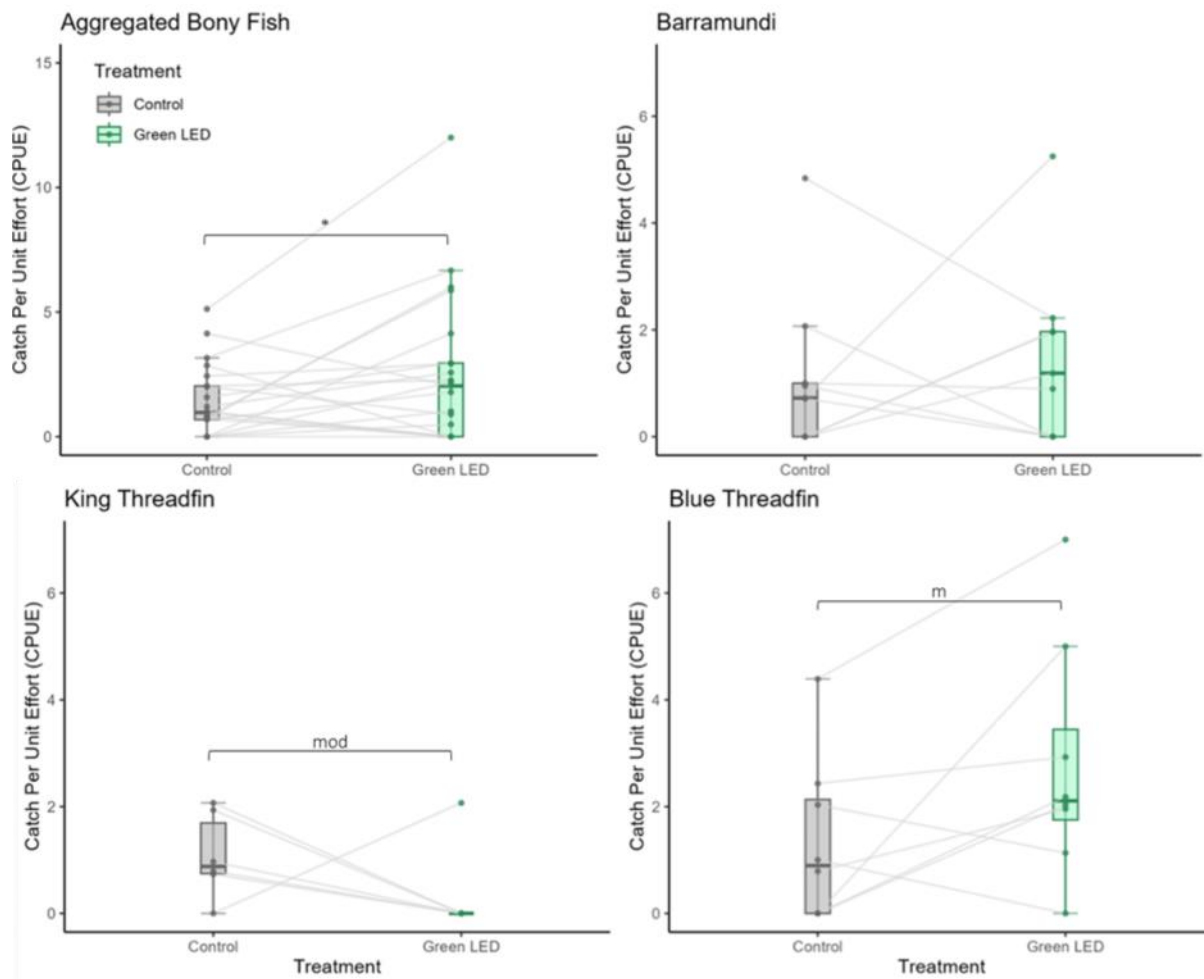 Aggregated Bony Fish
Barramundi
Catch Per Unit Effort (CPUE)
15
10
5
0
Treatment
Control
Green LED
Control
Green LED
Catch Per Unit Effort (CPUE)
6
4
2
0
Control
Green LED
King Threadfin
Blue Threadfin
Catch Per Unit Effort (CPUE)
6
4
2
0
mod
Control
Green LED
Treatment
Catch Per Unit Effort (CPUE)
6
4
2
0
m
Control
Green LED
Treatment